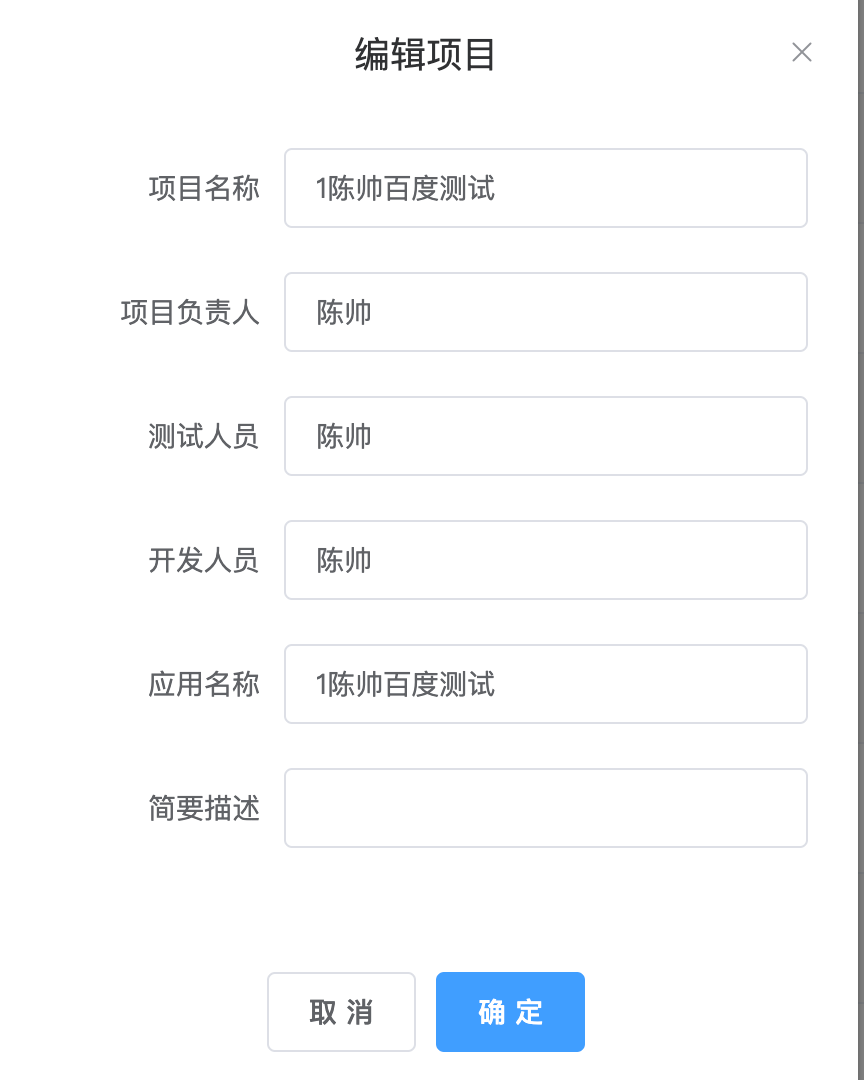 编辑项目
项目名称 1陈帅百度测试
项目负责人 陈帅
测试人员 陈帅
开发人员 陈帅
应用名称 1陈帅百度测试
简要描述
取 消 确 定